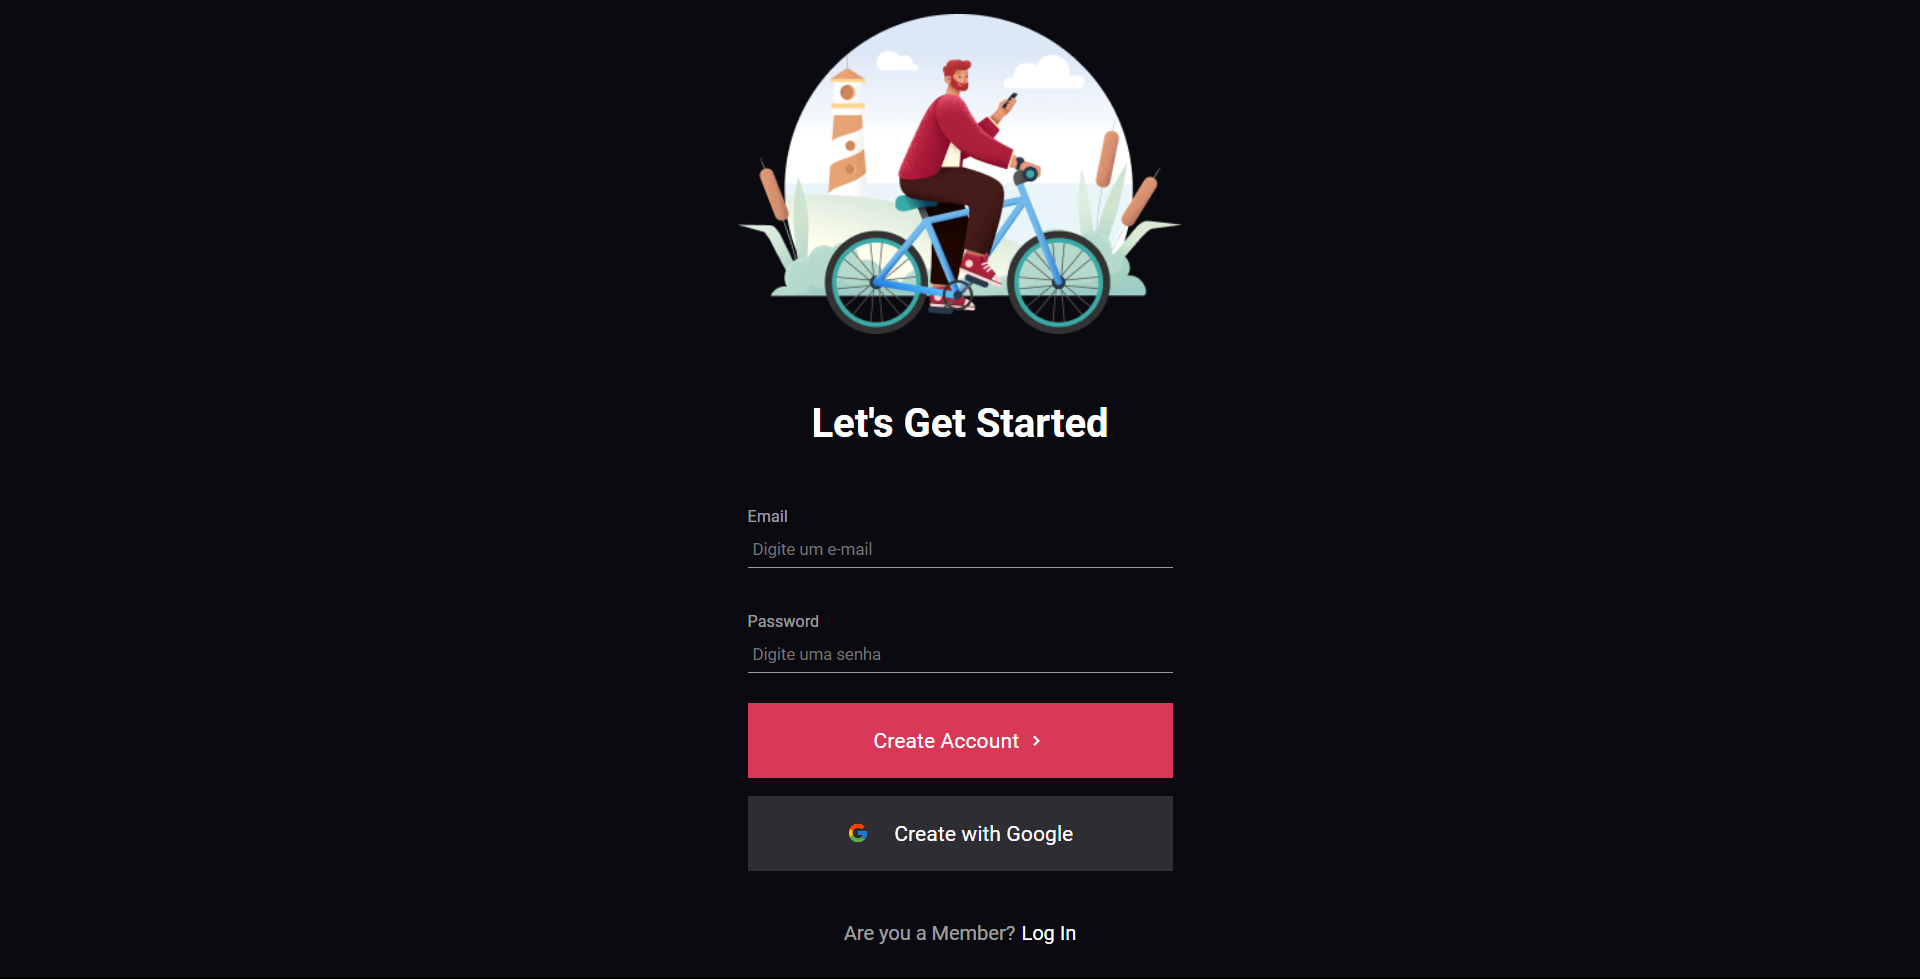 Let's Get Started
Email
Digite um e-mail
Password
Digite uma senha
Create Account
Create with Google
Are you a Member? Log In